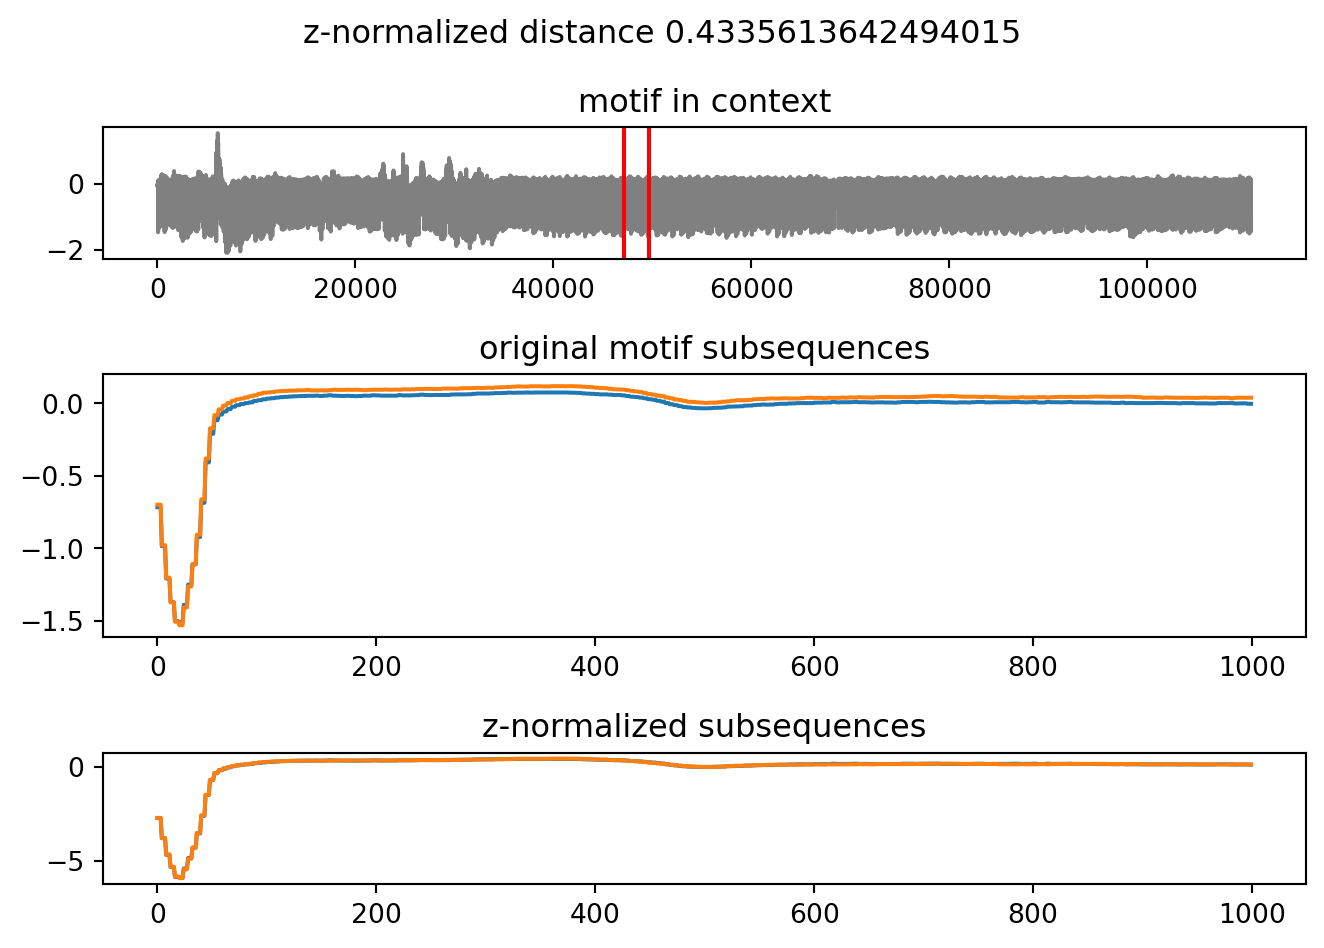 z-normalized distance 0.4335613642494015
motif in context
0
−2
0 20000 40000 60000 80000 100000
original motif subsequences
0.0
−0.5
−1.0
−1.5
0 200 400 600 800 1000
z-normalized subsequences
0
−5
0 200 400 600 800 1000